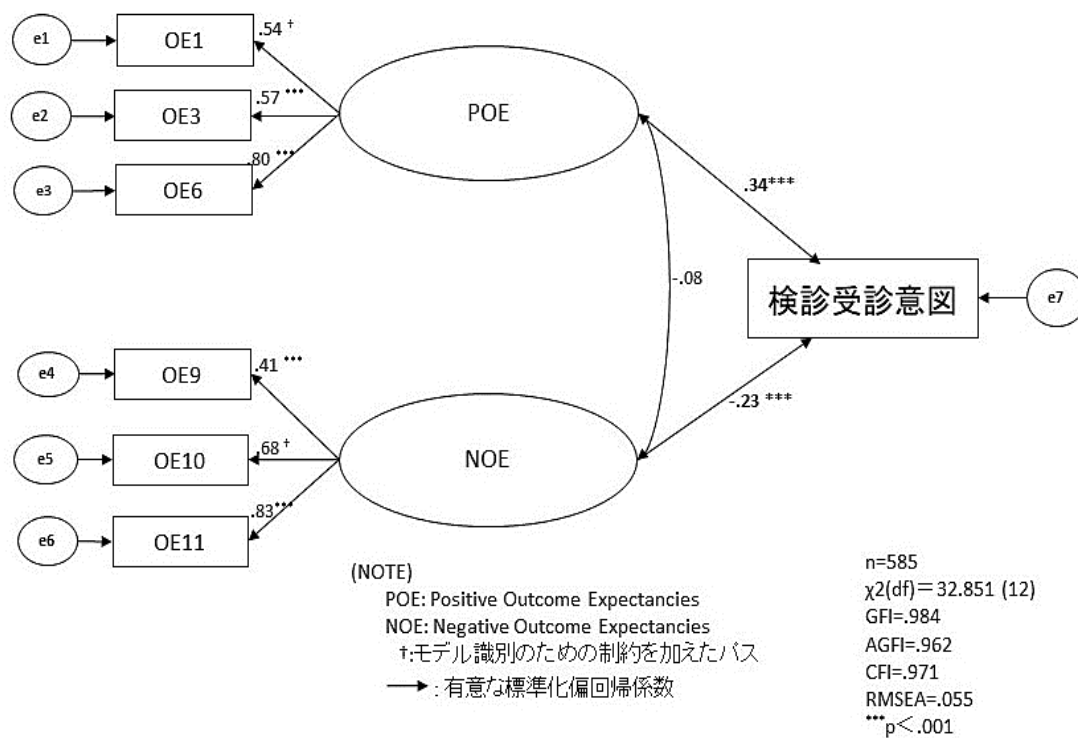 e1
OE1
.54 †
e2
OE3
.57 ***
e3
OE6
.80 ***
POE
.34***
-.08
検診受診意図
e7
e4
OE9
.41 ***
e5
OE10
.68 †
e6
OE11
.83***
NOE
-.23 ***
(NOTE)
POE: Positive Outcome Expectancies
NOE: Negative Outcome Expectancies
†:モデル識別のための制約を加えたパス
: 有意な標準化偏回帰係数
n=585
χ2(df)=32.851 (12)
GFI=.984
AGFI=.962
CFI=.971
RMSEA=.055
***p<.001